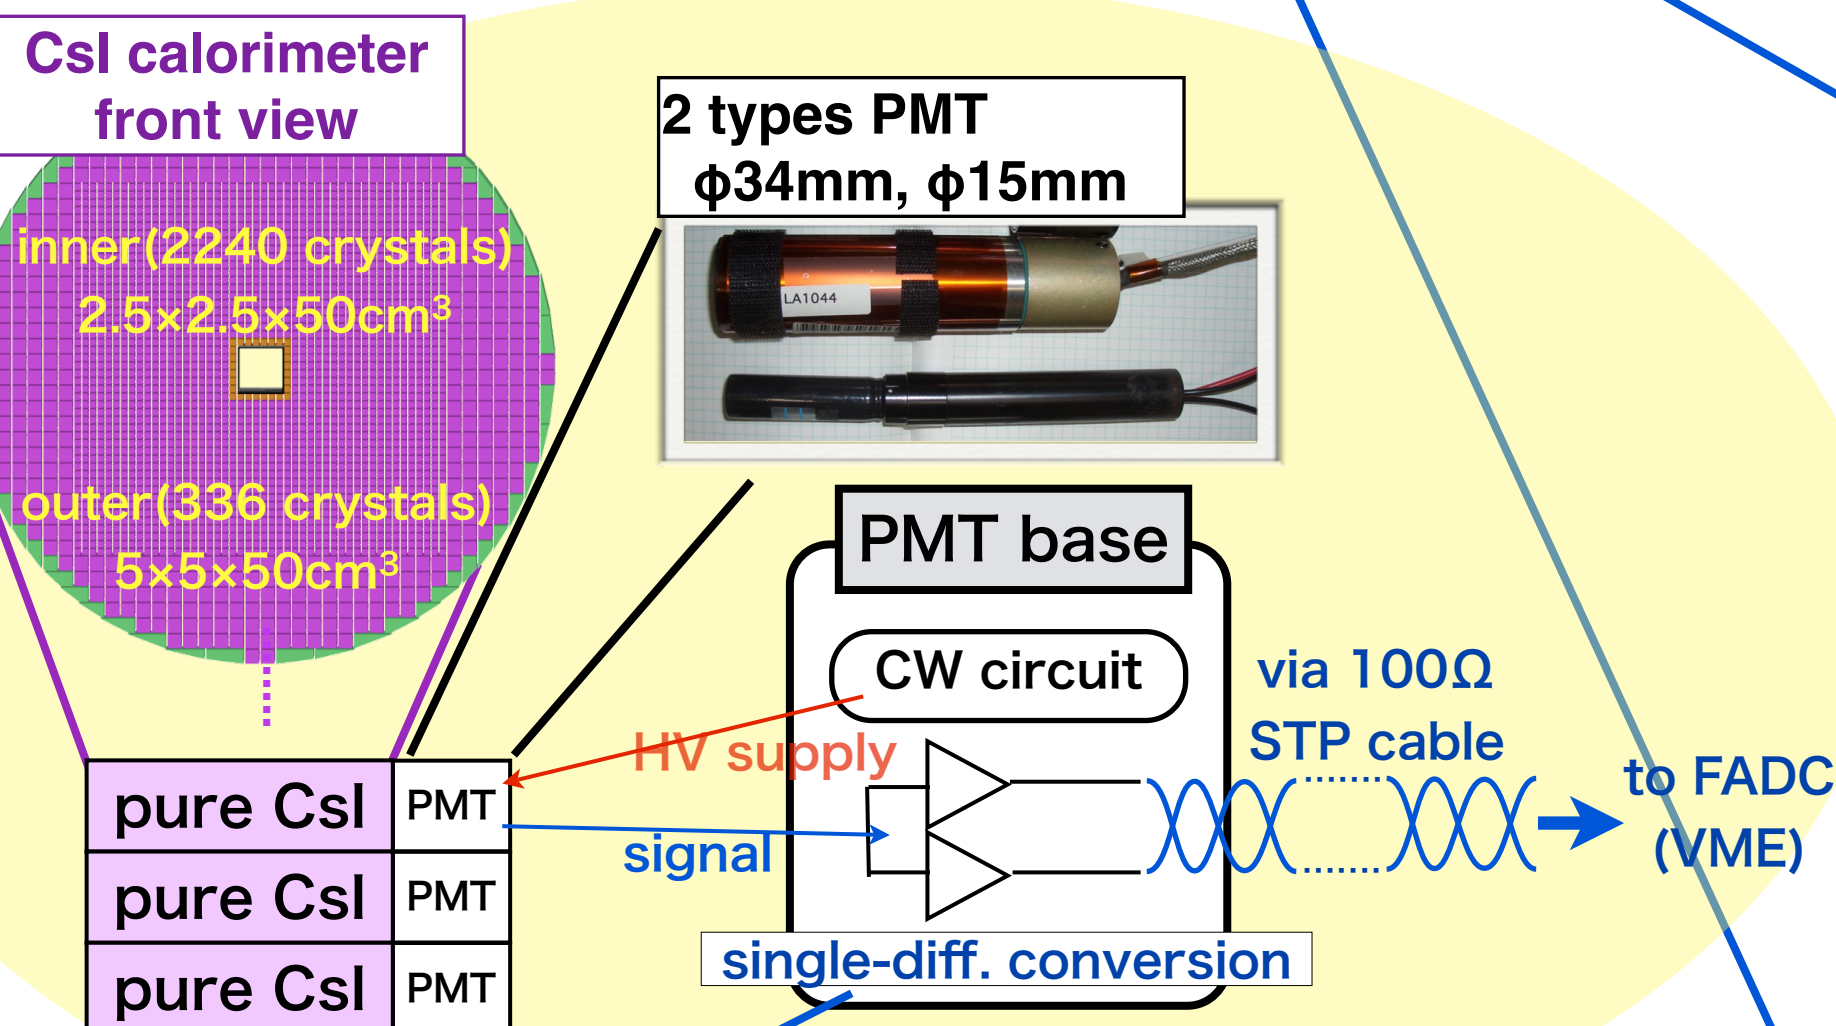 CsI calorimeter
front view
inner(2240 crystals)
2.5×2.5×50cm³
outer(336 crystals)
5×5×50cm³
2 types PMT
φ34mm, φ15mm
LA1044
PMT base
CW circuit
HV supply
signal
via 100Ω
STP cable
to FADC
(VME)
single-diff. conversion
pure CsI PMT
pure CsI PMT
pure CsI PMT